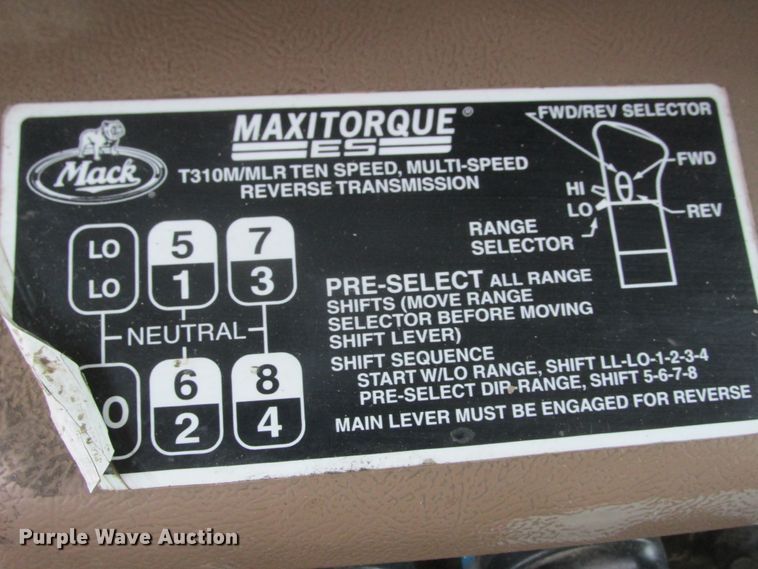 Mack
MAXITORQUE®
ES
T310M/MLR TEN SPEED, MULTI-SPEED
REVERSE TRANSMISSION
FWD/REV SELECTOR
FWD
HI
LO
REV
RANGE
SELECTOR
LO 5 7
LO 1 3
NEUTRAL
6 8
O 2 4
PRE-SELECT ALL RANGE
SHIFTS (MOVE RANGE
SELECTOR BEFORE MOVING
SHIFT LEVER)
SHIFT SEQUENCE
START W/LO RANGE, SHIFT LL-LO-1-2-3-4
PRE-SELECT DIR-RANGE, SHIFT 5-6-7-8
MAIN LEVER MUST BE ENGAGED FOR REVERSE
Purple Wave Auction